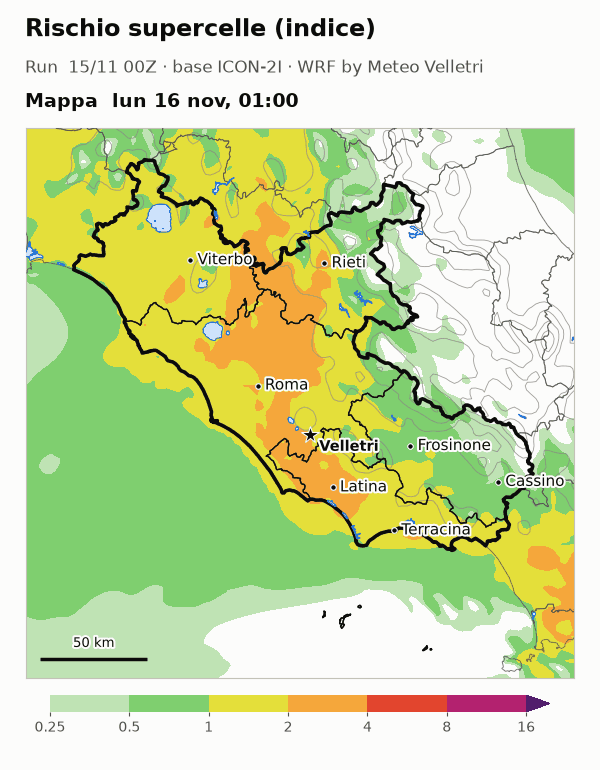 Rischio supercelle (indice)
Run  15/11 00Z · base ICON-2I · WRF by Meteo Velletri
Mappa  lun 16 nov, 01:00
Viterbo
Rieti
Roma
Velletri
Frosinone
Latina
Cassino
Terracina
50 km
0.25 0.5 1 2 4 8 16